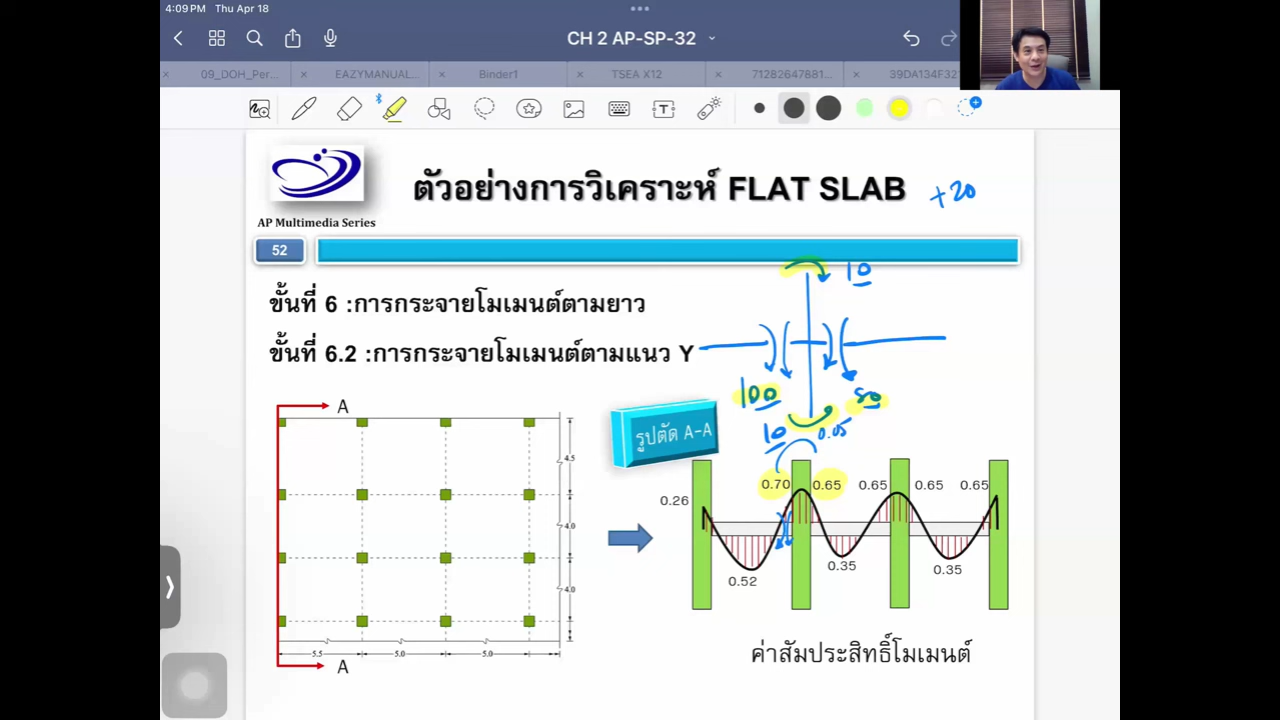 4:09 PM Thu Apr 18
CH 2 AP-SP-32
09_DOH_Per...
EAZYMANUAL...
Binder1
TSEA X12
71282647881...
39DA134F321
ตัวอย่างการวิเคราะห์ FLAT SLAB
+20
AP Multimedia Series
52
10
ขั้นที่ 6 :การกระจายโมเมนต์ตามยาว
ขั้นที่ 6.2 :การกระจายโมเมนต์ตามแนว Y
100
50
10
0.05
A
รูปตัด A-A
4.5
4.0
4.0
5.5
5.0
5.0
A
0.26
0.70
0.65
0.65
0.65
0.65
0.52
0.35
0.35
ค่าสัมประสิทธิ์โมเมนต์